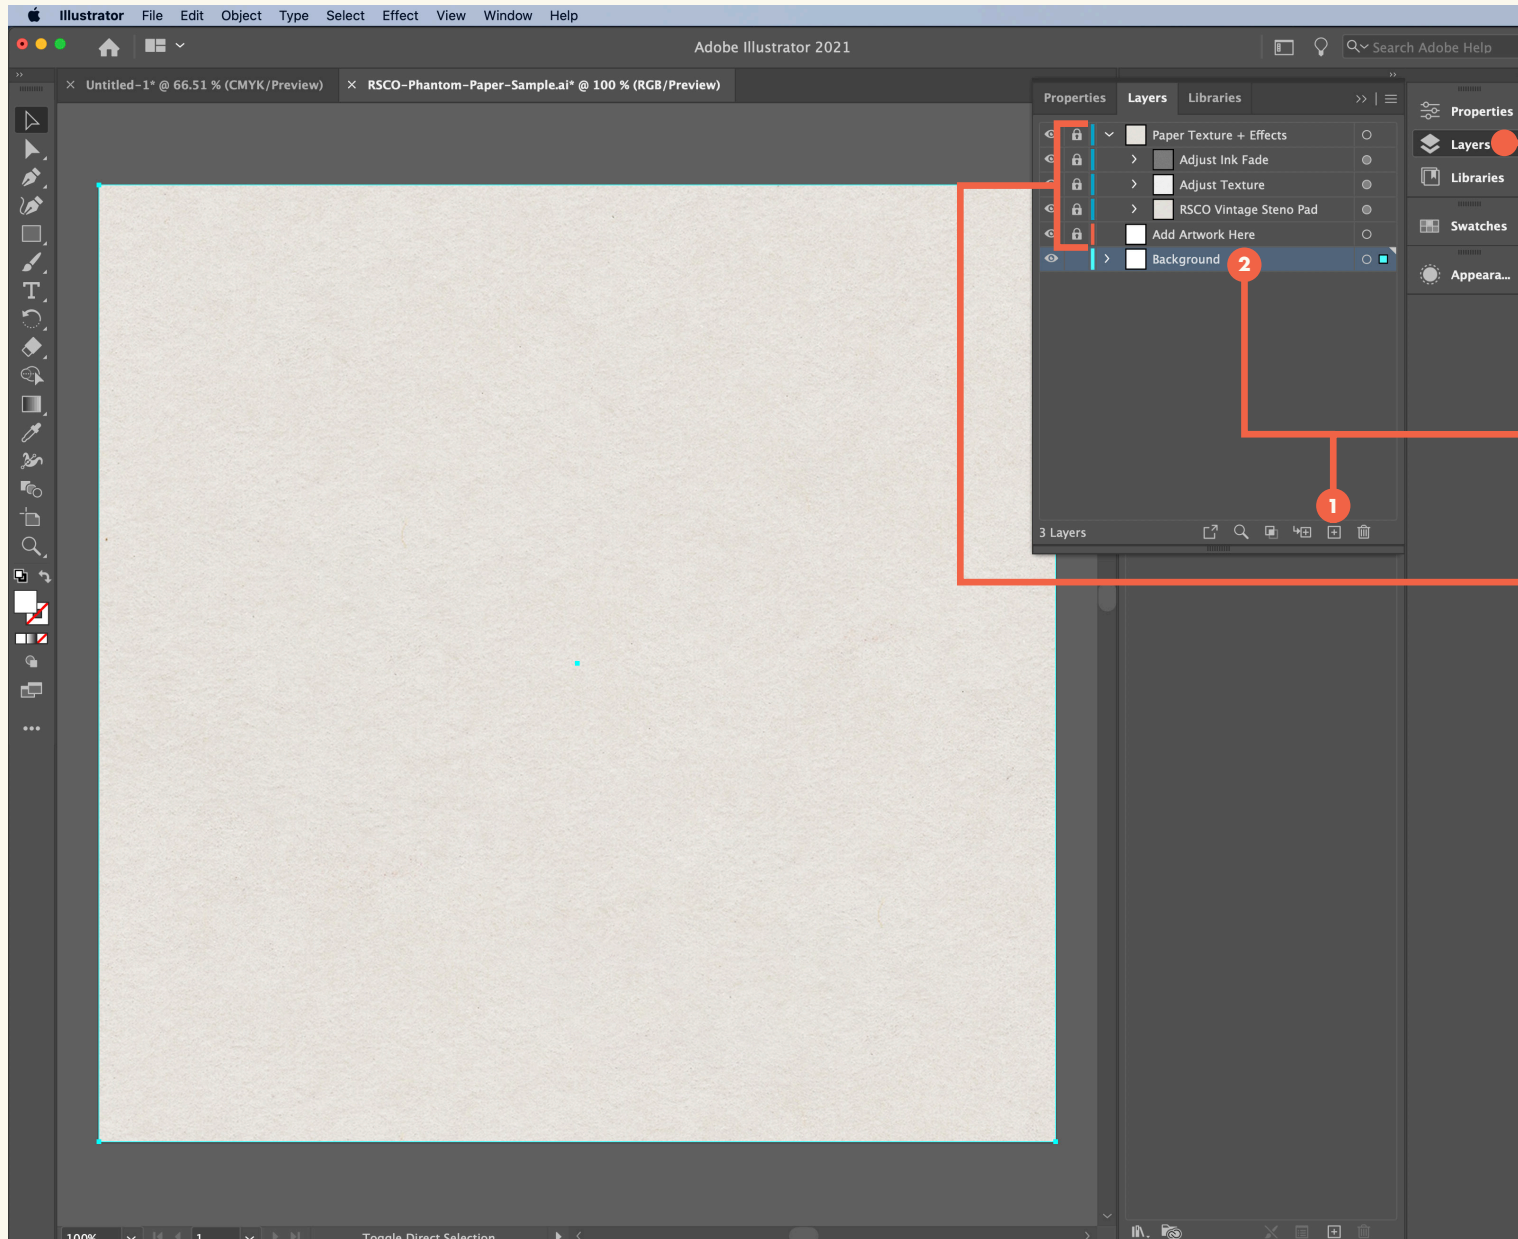 Illustrator File Edit Object Type Select Effect View Window Help
Adobe Illustrator 2021
Search Adobe Help
Untitled-1* @ 66.51 % (CMYK/Preview)
RSCO-Phantom-Paper-Sample.ai* @ 100 % (RGB/Preview)
Properties Layers Libraries
Paper Texture + Effects
Adjust Ink Fade
Adjust Texture
RSCO Vintage Steno Pad
Add Artwork Here
Background 2
1
3 Layers
Properties
Layers
Libraries
Swatches
Appeara...
100% 1 Toggle Direct Selection